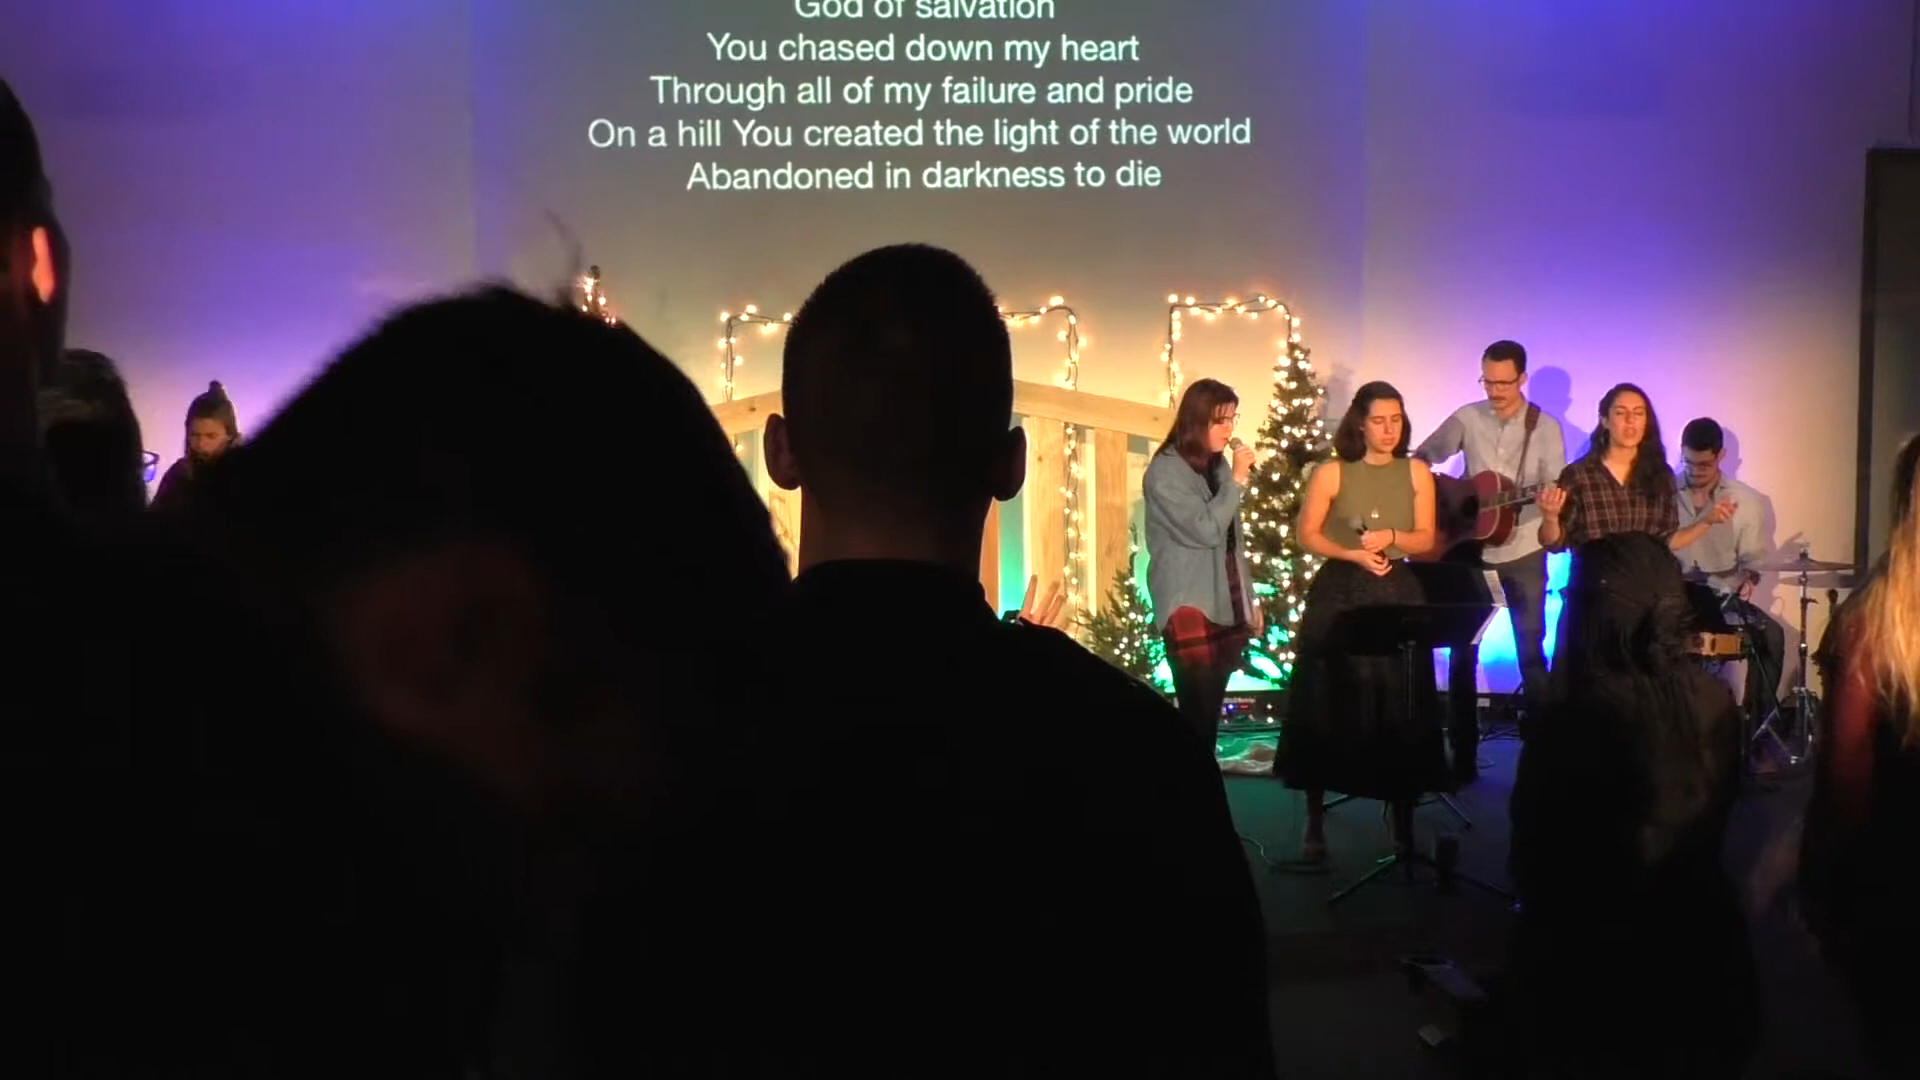 God of salvation
You chased down my heart
Through all of my failure and pride
On a hill You created the light of the world
Abandoned in darkness to die